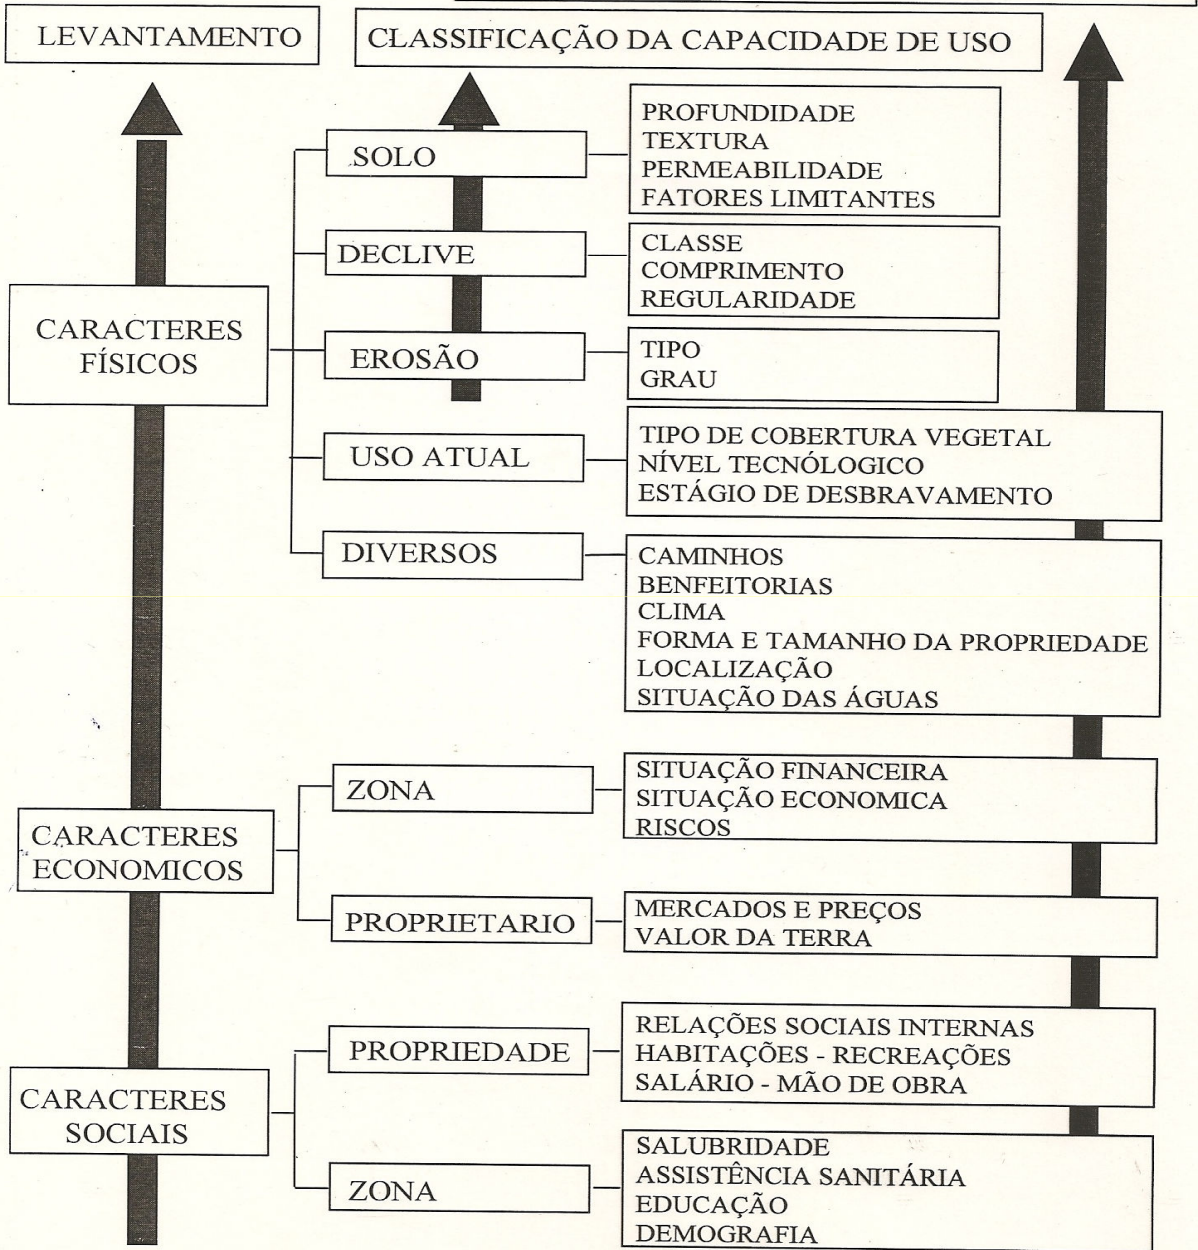 LEVANTAMENTO
CLASSIFICAÇÃO DA CAPACIDADE DE USO
SOLO
PROFUNDIDADE
TEXTURA
PERMEABILIDADE
FATORES LIMITANTES
DECLIVE
CLASSE
COMPRIMENTO
REGULARIDADE
CARACTERES
FÍSICOS
EROSÃO
TIPO
GRAU
USO ATUAL
TIPO DE COBERTURA VEGETAL
NÍVEL TECNÓLOGICO
ESTÁGIO DE DESBRAVAMENTO
DIVERSOS
CAMINHOS
BENFEITORIAS
CLIMA
FORMA E TAMANHO DA PROPRIEDADE
LOCALIZAÇÃO
SITUAÇÃO DAS ÁGUAS
CARACTERES
ECONOMICOS
ZONA
SITUAÇÃO FINANCEIRA
SITUAÇÃO ECONOMICA
RISCOS
PROPRIETARIO
MERCADOS E PREÇOS
VALOR DA TERRA
CARACTERES
SOCIAIS
PROPRIEDADE
RELAÇÕES SOCIAIS INTERNAS
HABITAÇÕES - RECREAÇÕES
SALÁRIO - MÃO DE OBRA
ZONA
SALUBRIDADE
ASSISTÊNCIA SANITÁRIA
EDUCAÇÃO
DEMOGRAFIA